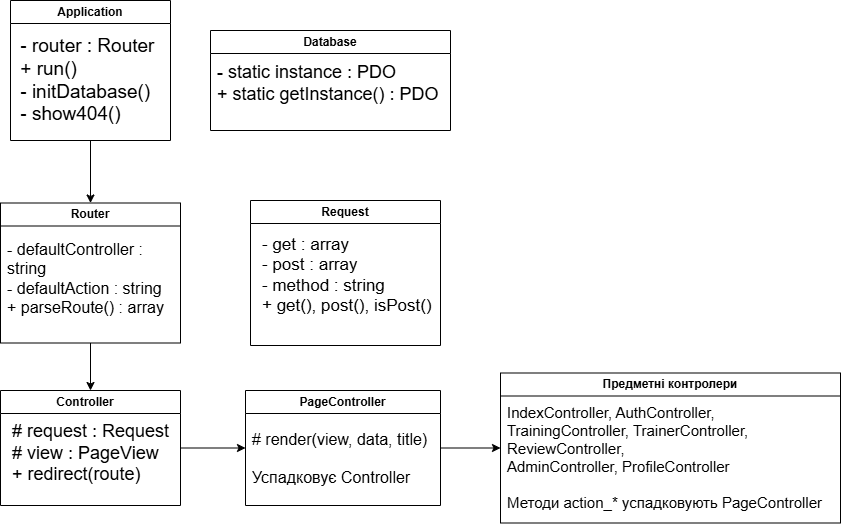 Application
- router : Router
+ run()
- initDatabase()
- show404()
Database
- static instance : PDO
+ static getInstance() : PDO
Router
- defaultController :
string
- defaultAction : string
+ parseRoute() : array
Request
- get : array
- post : array
- method : string
+ get(), post(), isPost()
Controller
# request : Request
# view : PageView
+ redirect(route)
PageController
# render(view, data, title)
Успадковує Controller
Предметні контролери
IndexController, AuthController,
TrainingController, TrainerController,
ReviewController,
AdminController, ProfileController
Методи action_* успадковують PageController